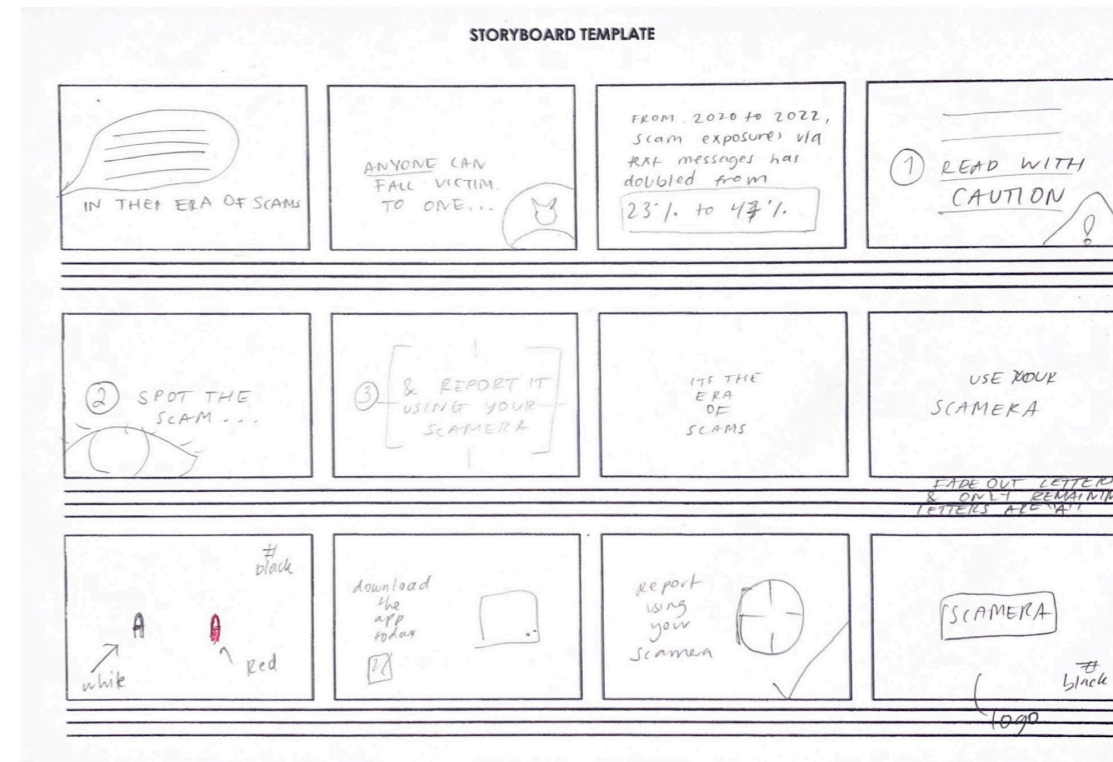 STORYBOARD TEMPLATE
IN THER ERA OF SCAMS
ANYONE CAN
FALL VICTIM
TO ONE...
FROM 2020 to 2022,
scam exposures via
text messages has
doubled from
23% to 47%
1 READ WITH
CAUTION
!
2 SPOT THE
SCAM...
3 & REPORT IT
USING YOUR
SCAMERA
ITS THE
ERA
OF
SCAMS
USE YOUR
SCAMERA
FADE OUT LETTER
& ONLY REMAININ
LETTERS ARE "A"
#
black
A A
white
Red
download
the
app
today
report
using
your
scamera
SCAMERA
#
black
logo